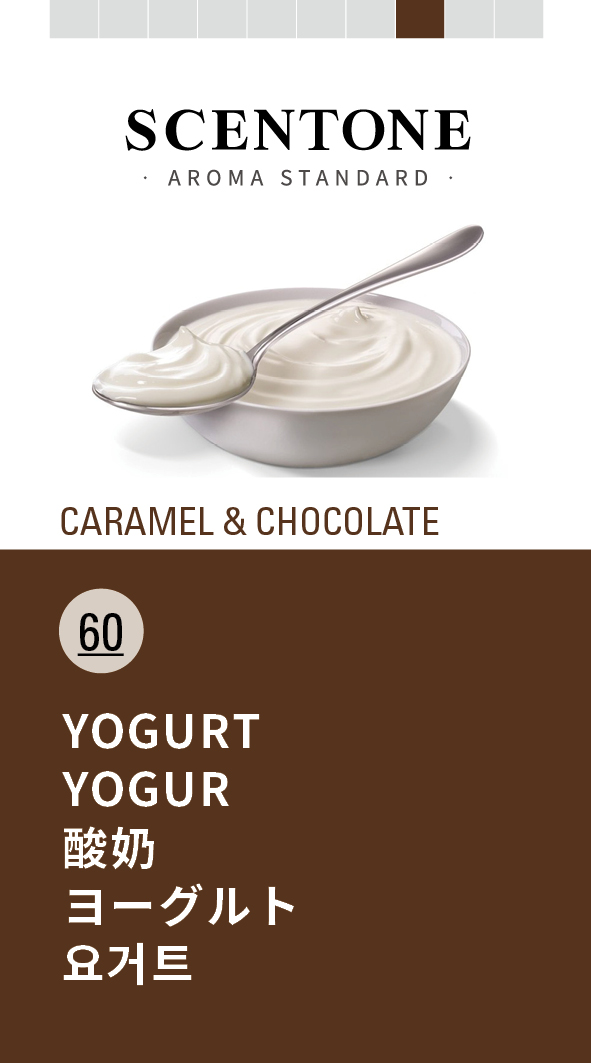 SCENTONE
· AROMA STANDARD ·
CARAMEL & CHOCOLATE
60
YOGURT
YOGUR
酸奶
ヨーグルト
요거트